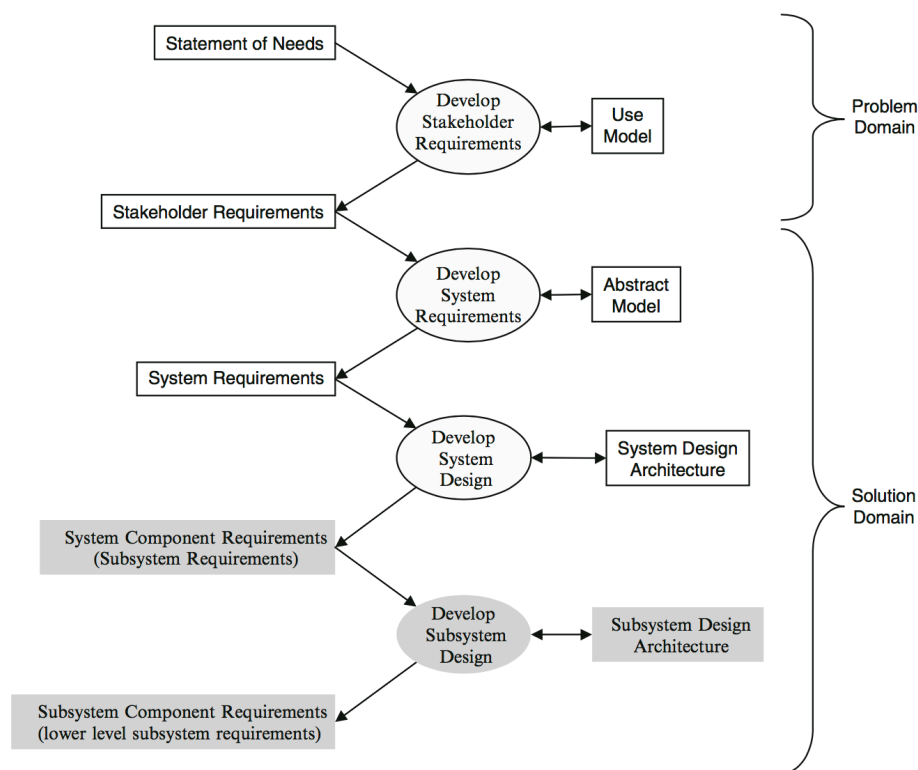 Statement of Needs
Develop
Stakeholder
Requirements
Use
Model
Problem
Domain
Stakeholder Requirements
Develop
System
Requirements
Abstract
Model
System Requirements
Develop
System
Design
System Design
Architecture
Solution
Domain
System Component Requirements
(Subsystem Requirements)
Develop
Subsystem
Design
Subsystem Design
Architecture
Subsystem Component Requirements
(lower level subsystem requirements)